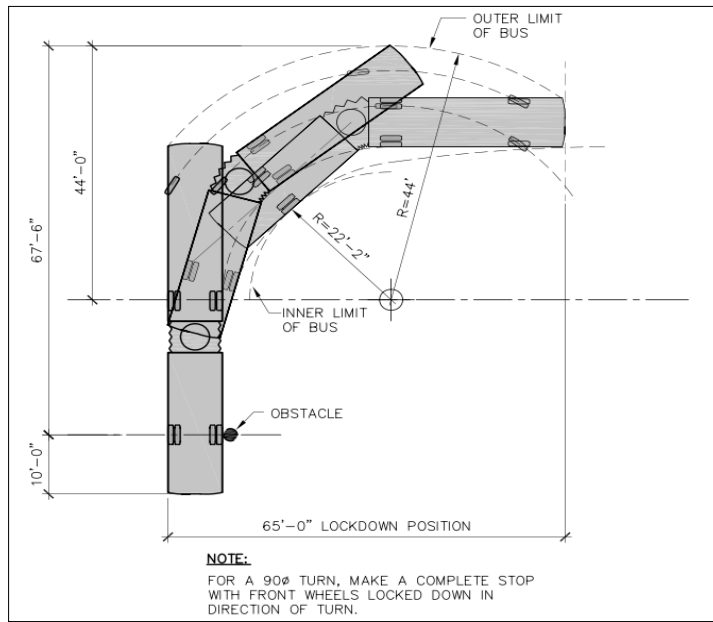 OUTER LIMIT
OF BUS
44'-0"
67'-6"
R=44'
R=22'-2"
INNER LIMIT
OF BUS
OBSTACLE
10'-0"
65'-0" LOCKDOWN POSITION
NOTE:
FOR A 90ø TURN, MAKE A COMPLETE STOP
WITH FRONT WHEELS LOCKED DOWN IN
DIRECTION OF TURN.